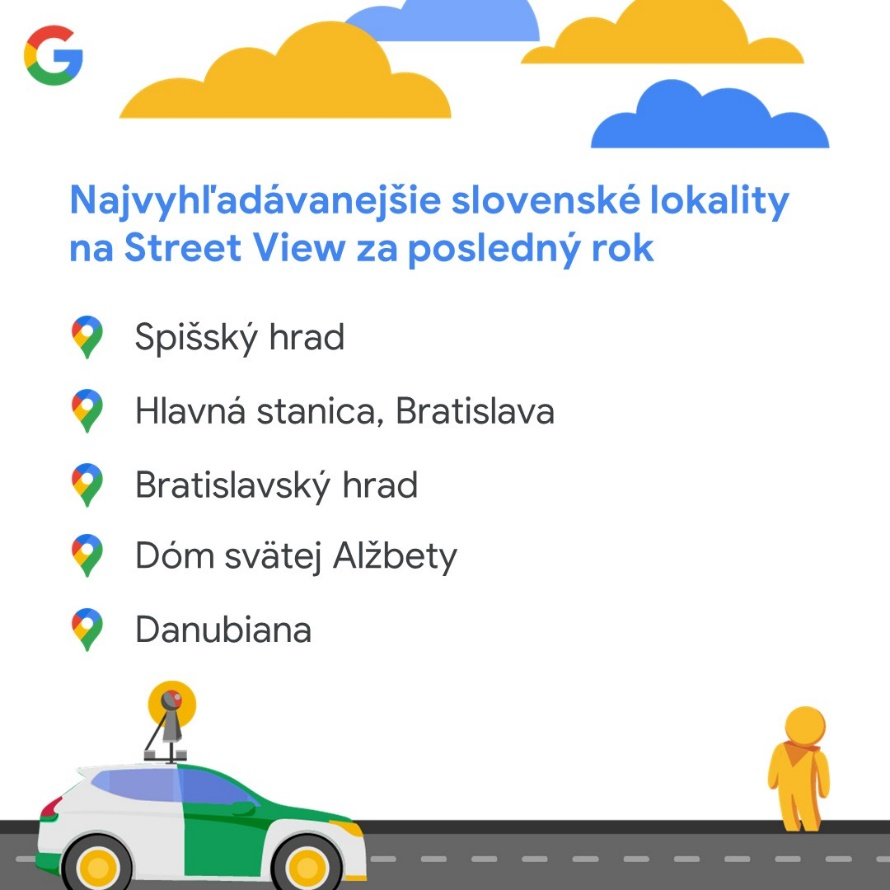 Najvyhľadávanejšie slovenské lokality
na Street View za posledný rok
Spišský hrad
Hlavná stanica, Bratislava
Bratislavský hrad
Dóm svätej Alžbety
Danubiana